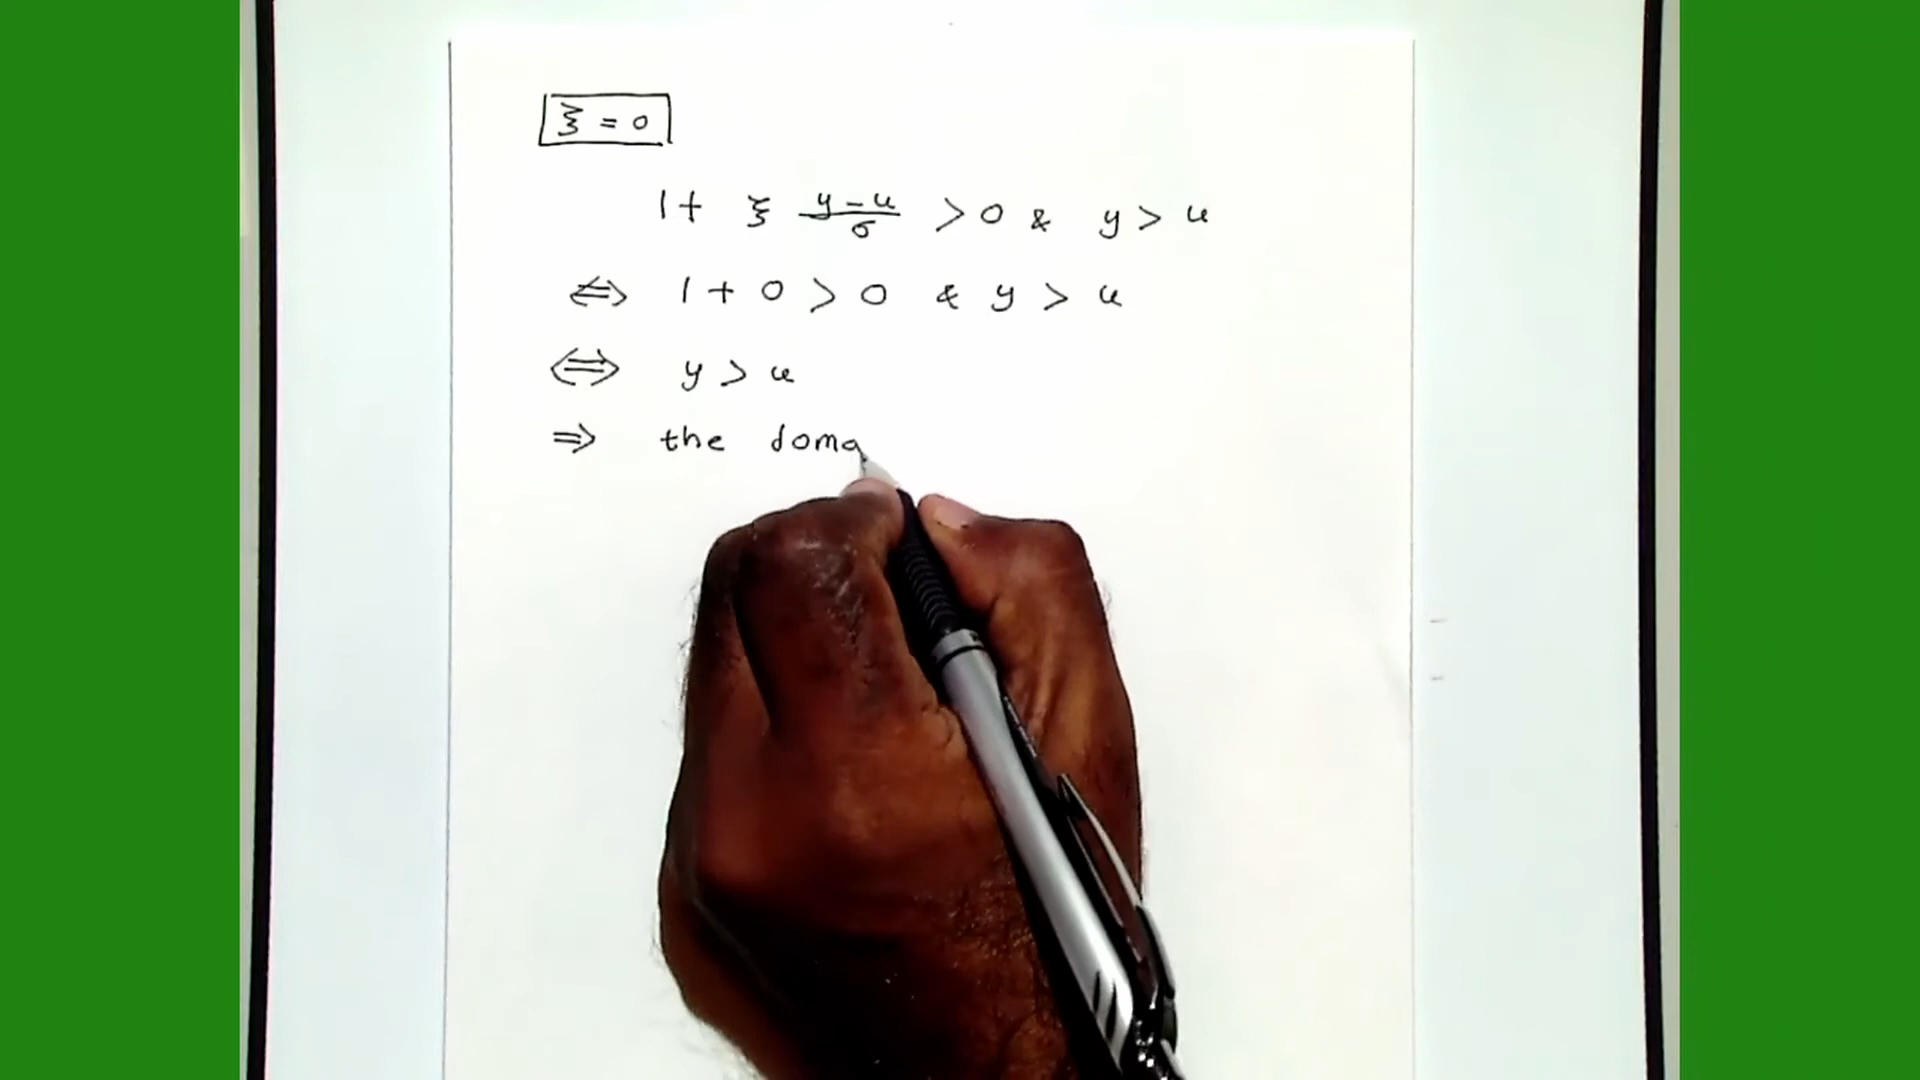 ξ = 0
1 + ξ (y - u)/σ > 0 & y > u
⇔ 1 + 0 > 0 & y > u
⇔ y > u
⇒ the doma